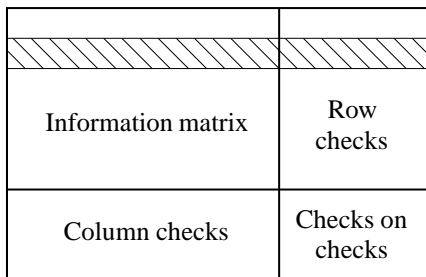 Information matrix
Row
checks
Column checks
Checks on
checks